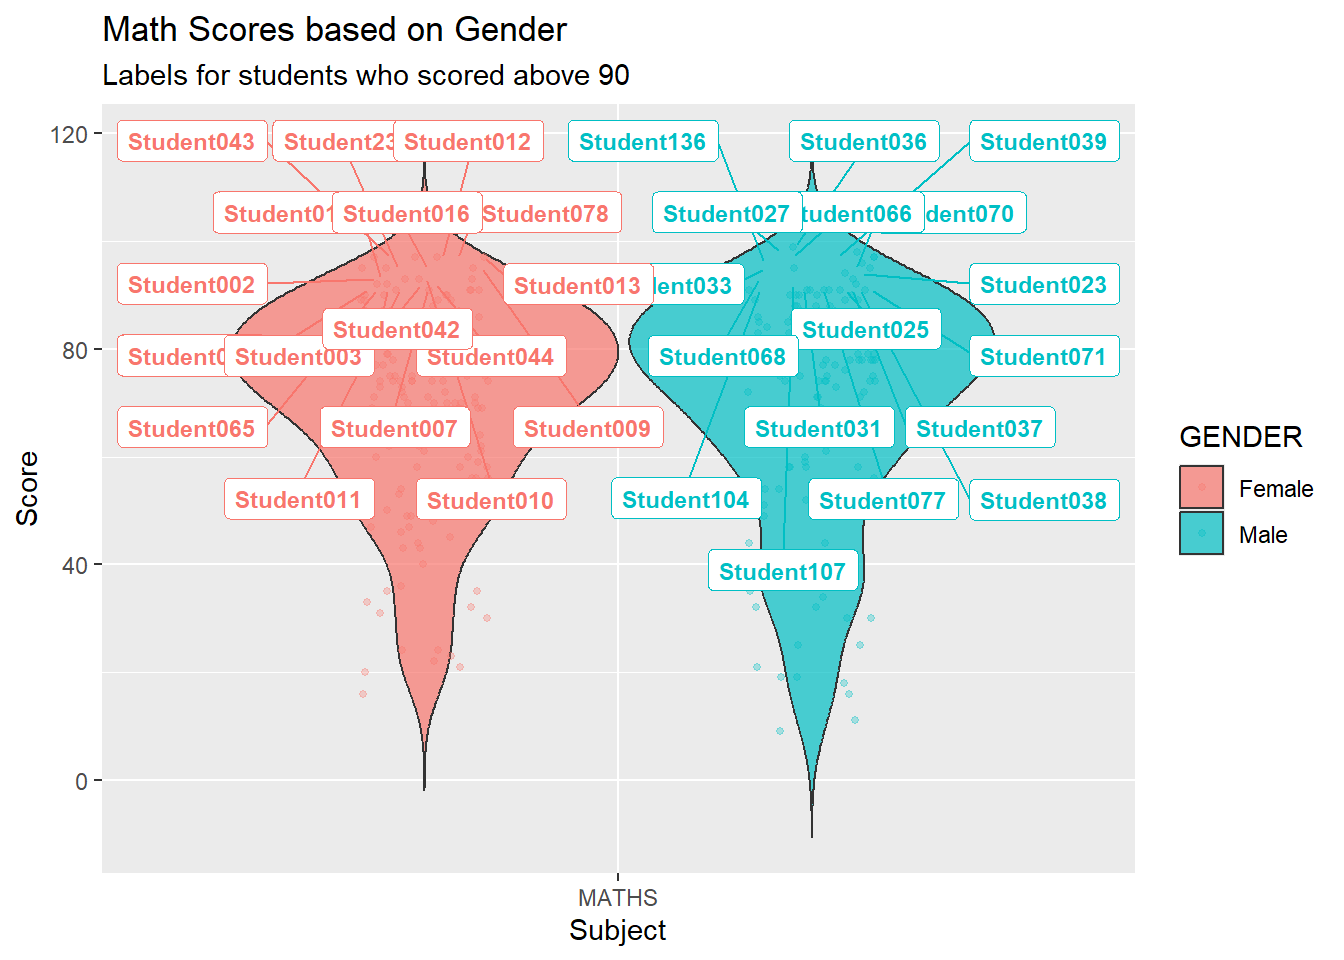 Math Scores based on Gender
Labels for students who scored above 90
120
80
40
0
Score
Student043
Student012
Student136
Student036
Student039
Student016
Student078
Student027
Student002
Student013
Student023
Student042
Student025
Student003
Student044
Student068
Student071
Student065
Student007
Student009
Student031
Student037
Student011
Student010
Student104
Student077
Student038
Student107
MATHS
Subject
GENDER
Female
Male